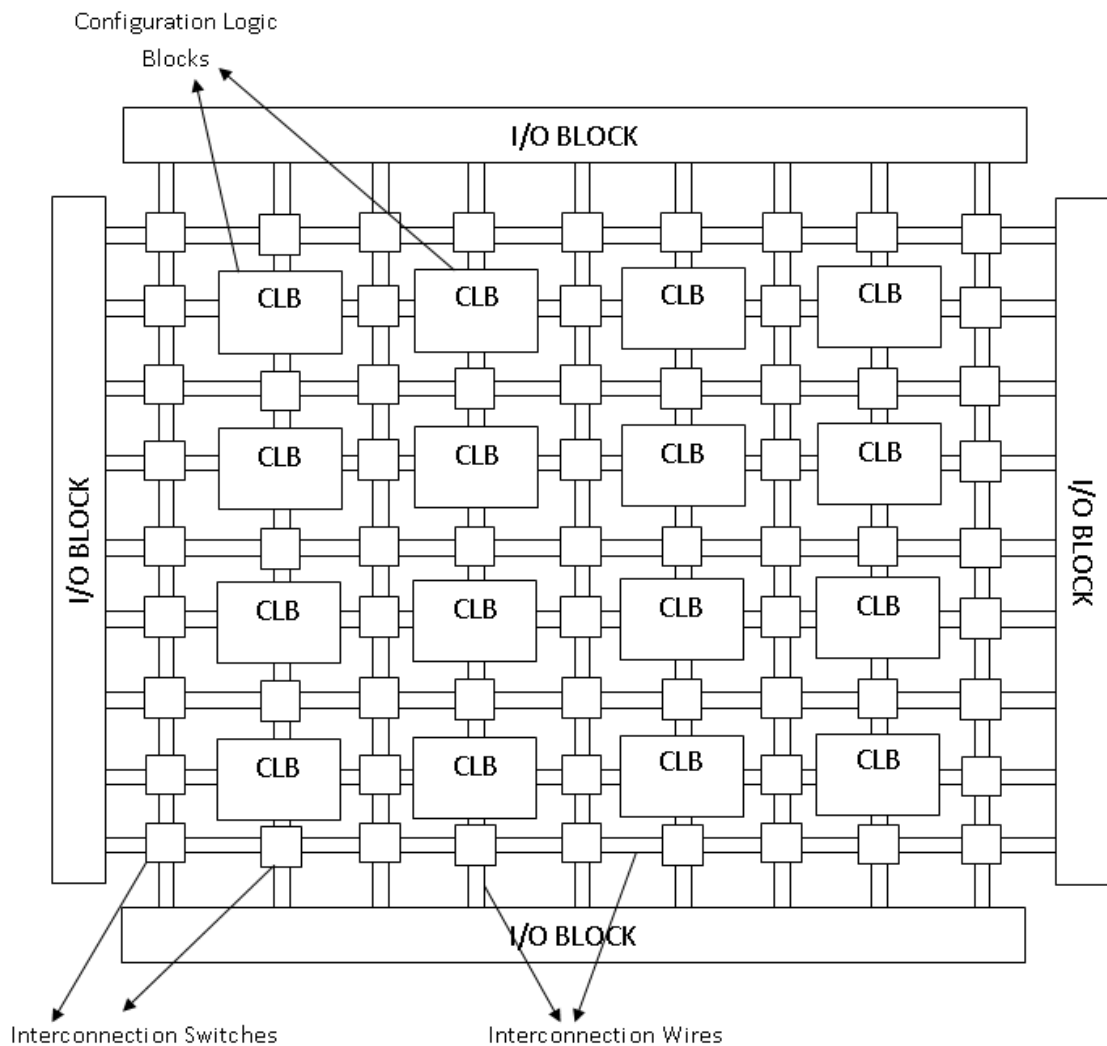 Configuration Logic
Blocks
I/O BLOCK
CLB CLB CLB CLB
CLB CLB CLB CLB
I/O BLOCK
I/O BLOCK
CLB CLB CLB CLB
CLB CLB CLB CLB
I/O BLOCK
Interconnection Switches
Interconnection Wires